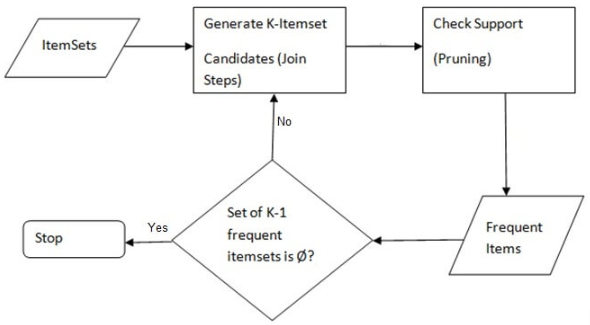 ItemSets
Generate K-Itemset
Candidates (Join
Steps)
Check Support
(Pruning)
No
Set of K-1
frequent
itemsets is Ø?
Yes
Stop
Frequent
Items